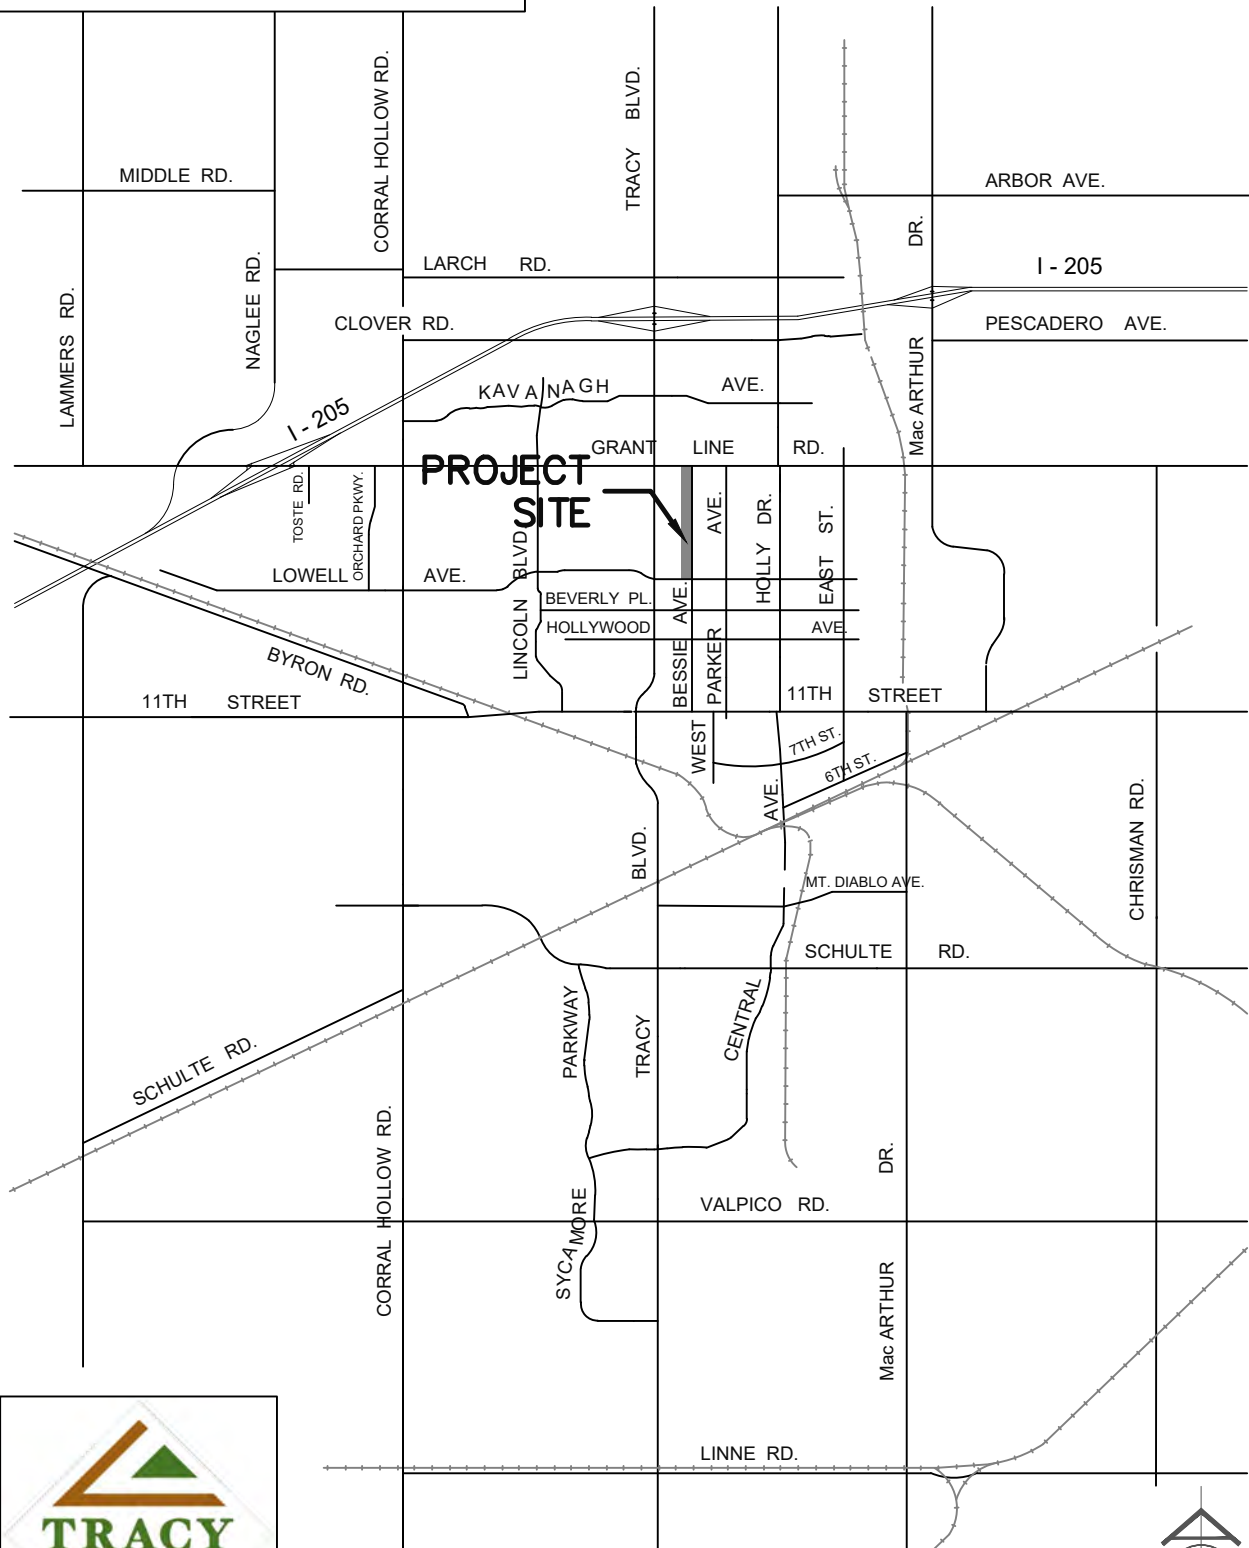 CORRAL HOLLOW RD.
TRACY BLVD.
MIDDLE RD.
ARBOR AVE.
DR.
NAGLEE RD.
LARCH RD.
I - 205
LAMMERS RD.
CLOVER RD.
PESCADERO AVE.
Mac ARTHUR
KAVANAGH AVE.
I - 205
GRANT LINE RD.
PROJECT
SITE
TOSTE RD.
ORCHARD PKWY.
LINCOLN BLVD.
AVE.
HOLLY DR.
EAST ST.
LOWELL AVE.
BEVERLY PL.
BESSIE AVE.
HOLLYWOOD AVE.
PARKER
BYRON RD.
11TH STREET
11TH STREET
WEST
7TH ST.
6TH ST.
AVE.
BLVD.
CHRISMAN RD.
MT. DIABLO AVE.
SCHULTE RD.
PARKWAY
TRACY
CENTRAL
SCHULTE RD.
CORRAL HOLLOW RD.
DR.
SYCAMORE
VALPICO RD.
Mac ARTHUR
LINNE RD.
TRACY